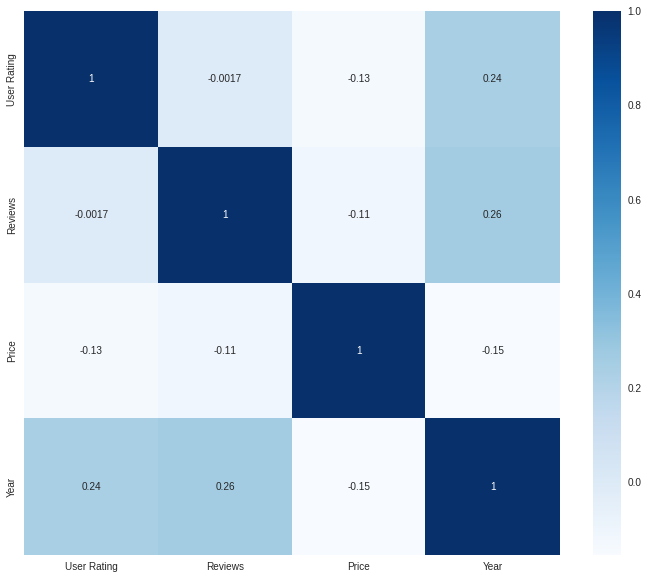 User Rating 1 -0.0017 -0.13 0.24
Reviews -0.0017 1 -0.11 0.26
Price -0.13 -0.11 1 -0.15
Year 0.24 0.26 -0.15 1
User Rating Reviews Price Year
1.0
0.8
0.6
0.4
0.2
0.0